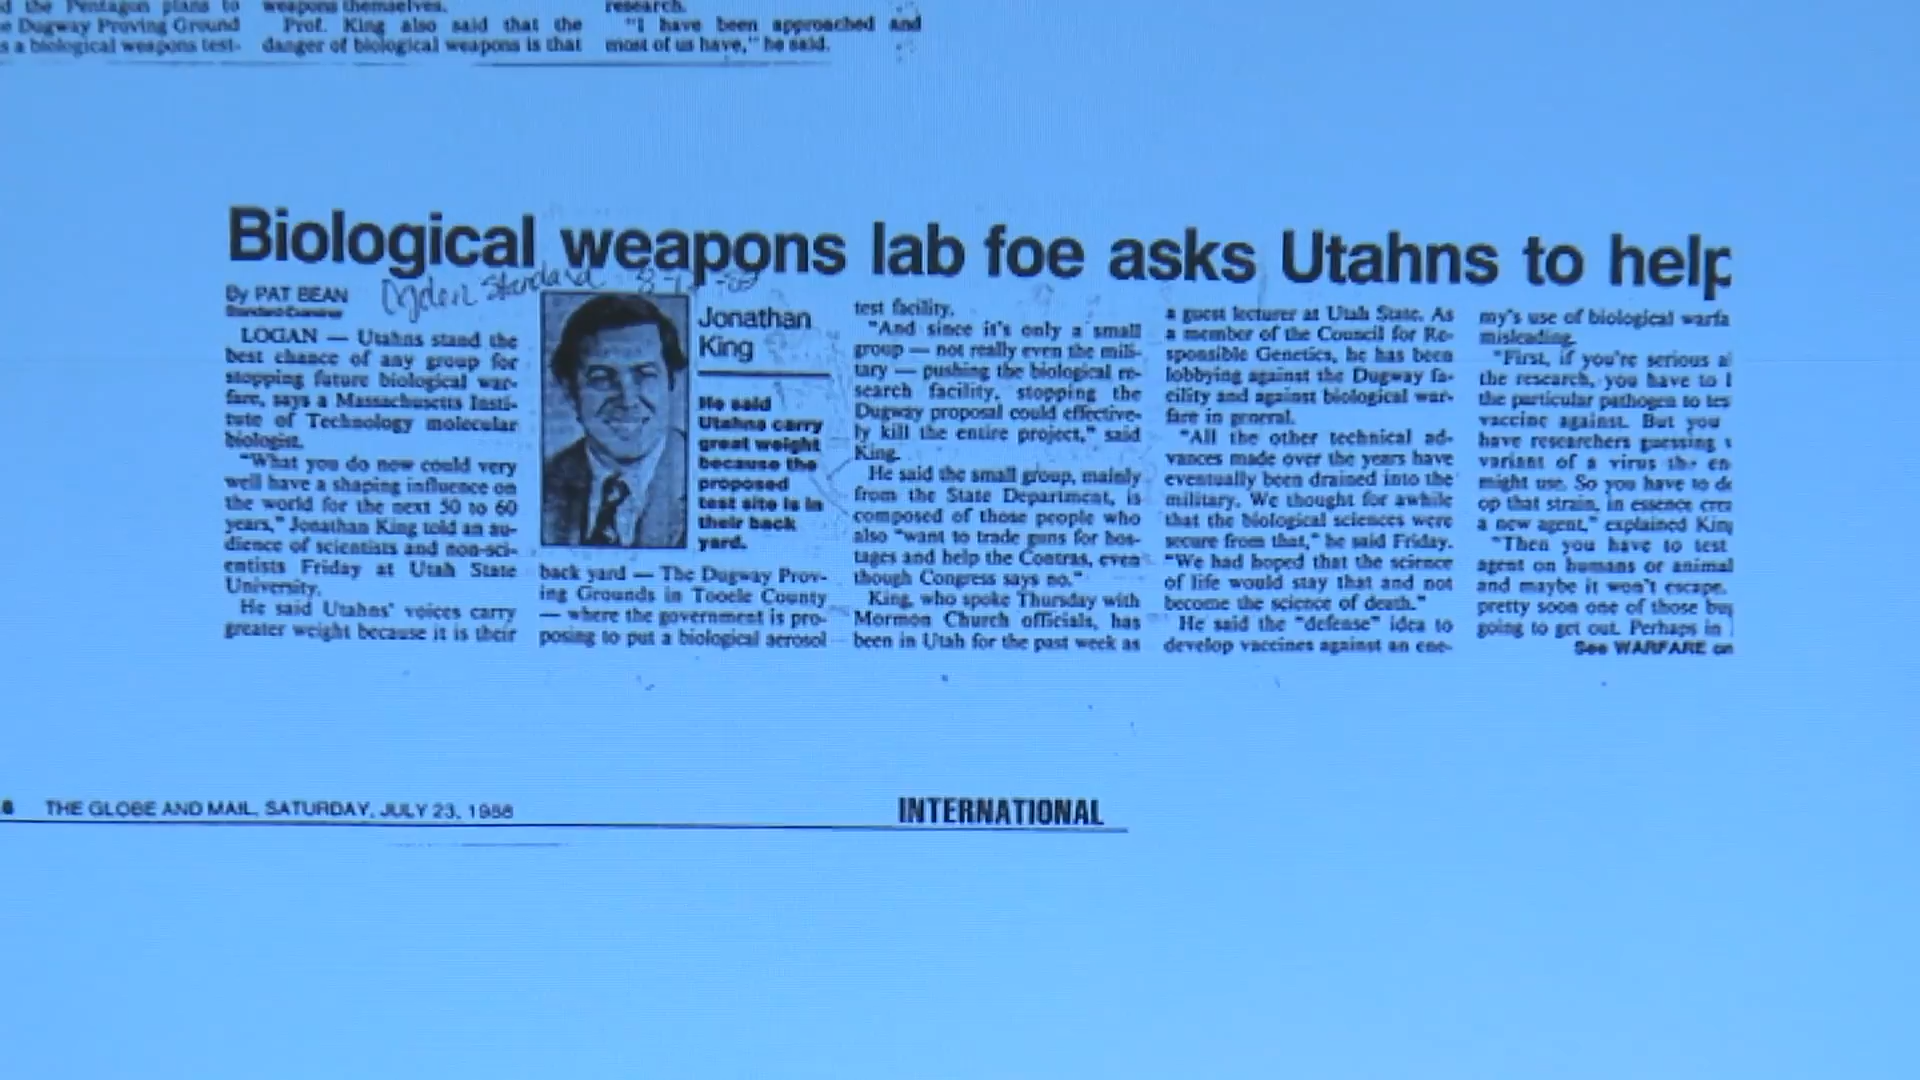 d the Pentagon plans to
e Dugway Proving Ground
s a biological weapons test-
weapons themselves.
Prof. King also said that the
danger of biological weapons is that
research.
"I have been approached and
most of us have," he said.
Biological weapons lab foe asks Utahns to help
Ogden Standard
By PAT BEAN
Standard-Examiner
LOGAN — Utahns stand the
best chance of any group for
stopping future biological war-
fare, says a Massachusetts Insti-
tute of Technology molecular
biologist.
"What you do now could very
well have a shaping influence on
the world for the next 50 to 60
years," Jonathan King told an au-
dience of scientists and non-sci-
entists Friday at Utah State
University.
He said Utahns' voices carry
greater weight because it is their
Jonathan
King
He said
Utahns carry
great weight
because the
proposed
test site is in
their back
yard.
back yard — The Dugway Prov-
ing Grounds in Tooele County
— where the government is pro-
posing to put a biological aerosol
test facility.
"And since it's only a small
group — not really even the mili-
tary — pushing the biological re-
search facility, stopping the
Dugway proposal could effective-
ly kill the entire project," said
King.
He said the small group, mainly
from the State Department, is
composed of those people who
also "want to trade guns for hos-
tages and help the Contras, even
though Congress says no."
King, who spoke Thursday with
Mormon Church officials, has
been in Utah for the past week as
a guest lecturer at Utah State. As
a member of the Council for Re-
sponsible Genetics, he has been
lobbying against the Dugway fa-
cility and against biological war-
fare in general.
"All the other technical ad-
vances made over the years have
eventually been drained into the
military. We thought for awhile
that the biological sciences were
secure from that," he said Friday.
"We had hoped that the science
of life would stay that and not
become the science of death."
He said the "defense" idea to
develop vaccines against an ene-
my's use of biological warfa
misleading.
"First, if you're serious a
the research, you have to
the particular pathogen to tes
vaccine against. But you
have researchers guessing
variant of a virus the en
might use. So you have to de
op that strain, in essence crea
a new agent," explained King
"Then you have to test
agent on humans or animal
and maybe it won't escape.
pretty soon one of those bug
going to get out. Perhaps in
See WARFARE on
6 THE GLOBE AND MAIL, SATURDAY, JULY 23, 1988
INTERNATIONAL